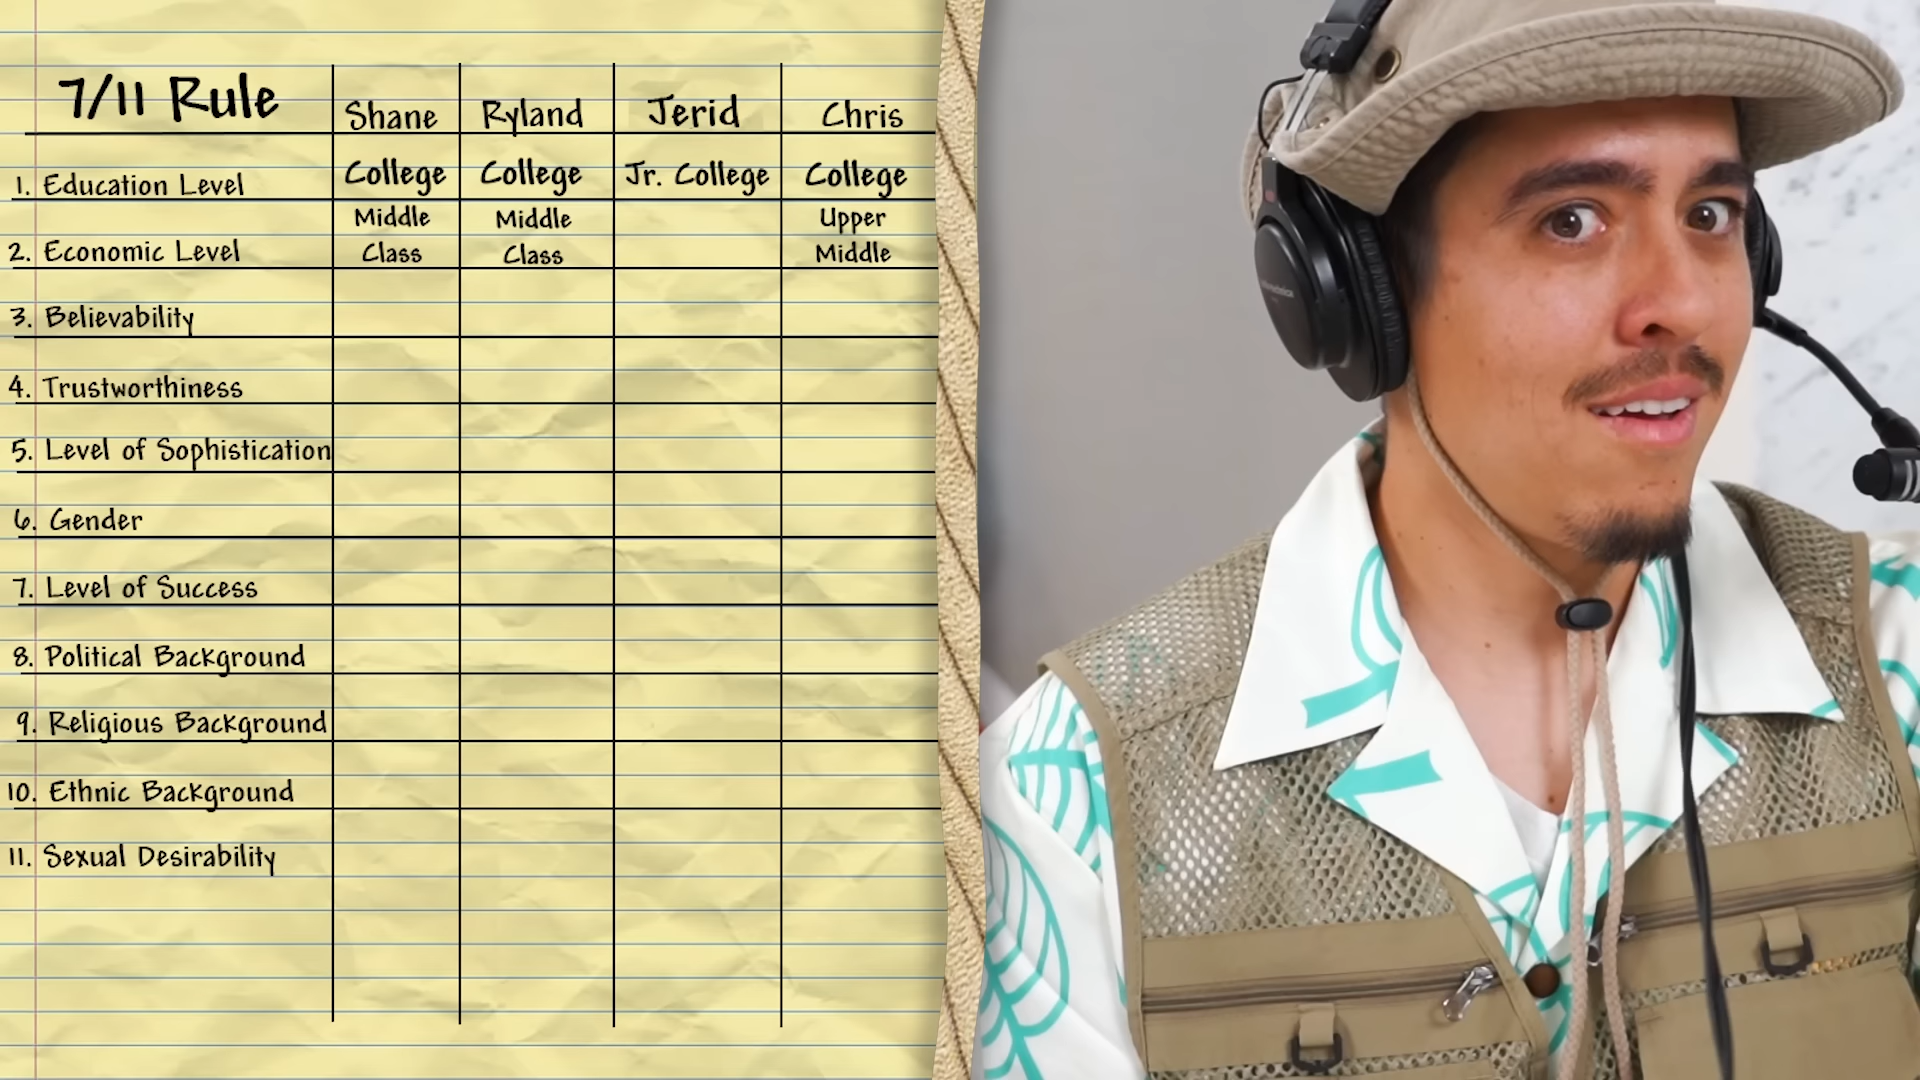 7/11 Rule Shane Ryland Jerid Chris
1. Education Level College College Jr. College College
2. Economic Level Middle Class Middle Class Upper Middle
3. Believability
4. Trustworthiness
5. Level of Sophistication
6. Gender
7. Level of Success
8. Political Background
9. Religious Background
10. Ethnic Background
11. Sexual Desirability